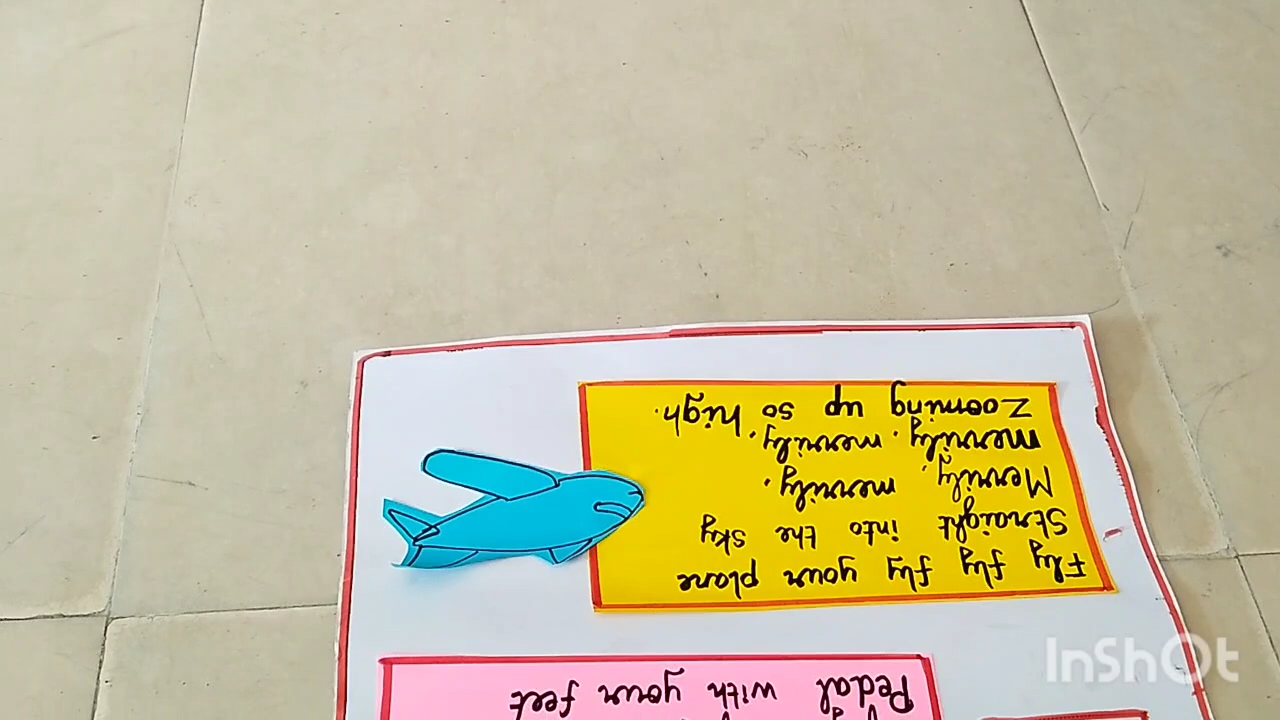 Fly fly fly your plane
Straight into the sky
Merrily, merrily,
merrily, merrily,
Zooming up so high.
Pedal with your feet
InShOt